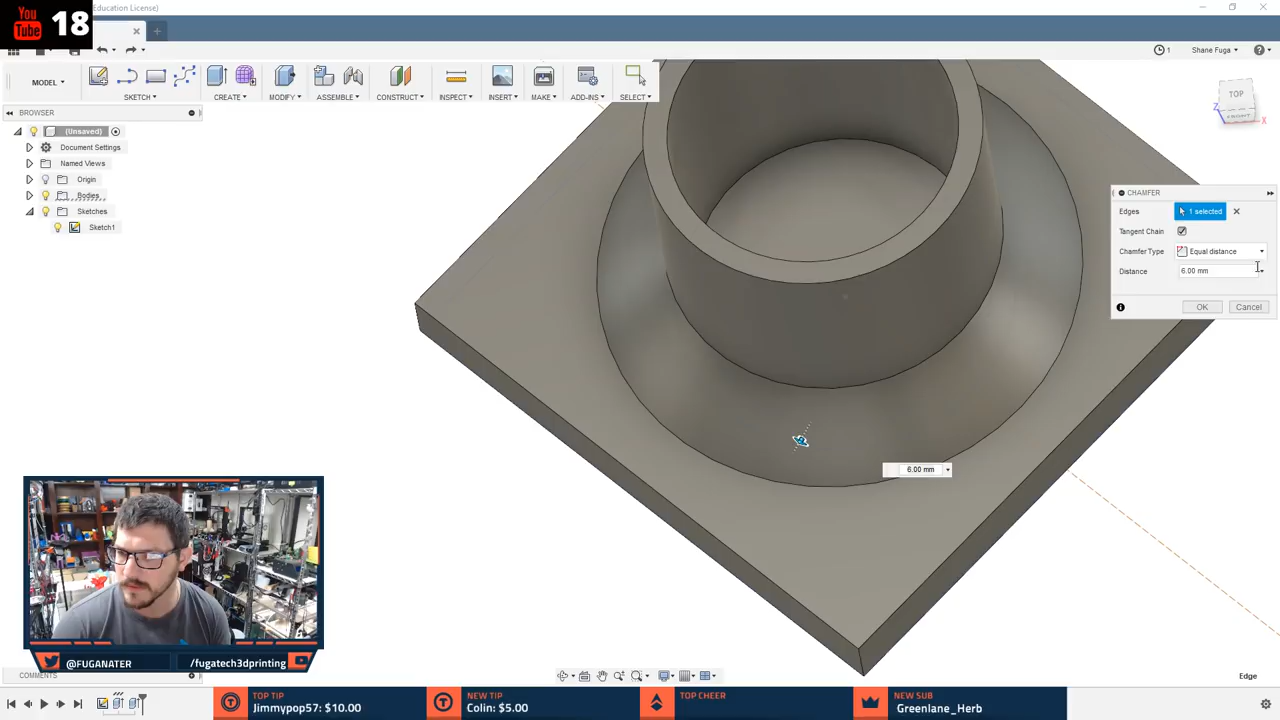 You Tube 18
Education License)
1 Shane Fuga
MODEL
SKETCH CREATE MODIFY ASSEMBLE CONSTRUCT INSPECT INSERT MAKE ADD-INS SELECT
TOP
FRONT
Z X
BROWSER
(Unsaved)
Document Settings
Named Views
Origin
Bodies
Sketches
Sketch1
CHAMFER
Edges 1 selected
Tangent Chain
Chamfer Type Equal distance
Distance 6.00 mm
OK Cancel
6.00 mm
@FUGANATER /fugatech3dprinting
COMMENTS
Edge
TOP TIP
Jimmypop57: $10.00
NEW TIP
Colin: $5.00
TOP CHEER
NEW SUB
Greenlane_Herb